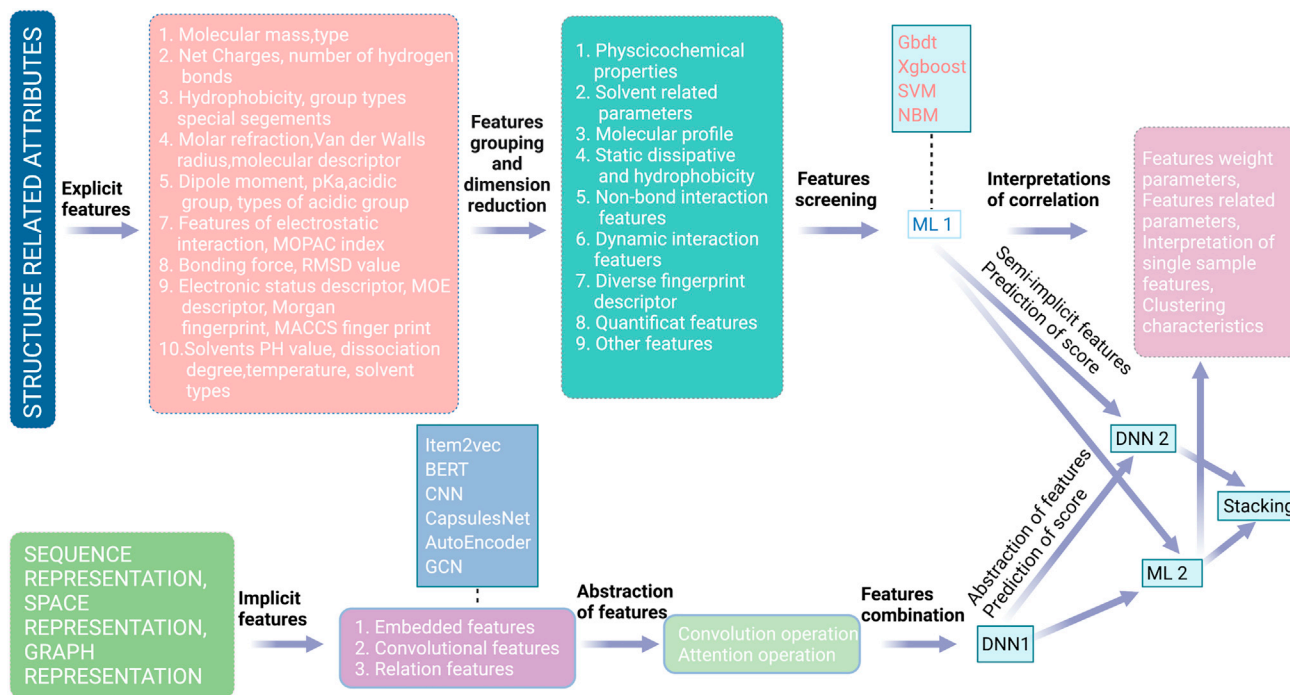 STRUCTURE RELATED ATTRIBUTES
Explicit
features
1. Molecular mass,type
2. Net Charges, number of hydrogen
bonds
3. Hydrophobicity, group types
special segements
4. Molar refraction,Van der Walls
radius,molecular descriptor
5. Dipole moment, pKa,acidic
group, types of acidic group
7. Features of electrostatic
interaction, MOPAC index
8. Bonding force, RMSD value
9. Electronic status descriptor, MOE
descriptor, Morgan
fingerprint, MACCS finger print
10.Solvents PH value, dissociation
degree,temperature, solvent
types
Features
grouping
and
dimension
reduction
1. Physcicochemical
properties
2. Solvent related
parameters
3. Molecular profile
4. Static dissipative
and hydrophobicity
5. Non-bond interaction
features
6. Dynamic interaction
featuers
7. Diverse fingerprint
descriptor
8. Quantificat features
9. Other features
Features
screening
Gbdt
Xgboost
SVM
NBM
ML 1
Interpretations
of correlation
Features weight
parameters,
Features related
parameters,
Interpretation of
single sample
features,
Clustering
characteristics
Semi-implicit features
Prediction of score
DNN 2
Stacking
ML 2
Abstraction of features
Prediction of score
SEQUENCE
REPRESENTATION,
SPACE
REPRESENTATION,
GRAPH
REPRESENTATION
Implicit
features
Item2vec
BERT
CNN
CapsulesNet
AutoEncoder
GCN
1. Embedded features
2. Convolutional features
3. Relation features
Abstraction
of features
Convolution operation
Attention operation
Features
combination
DNN1